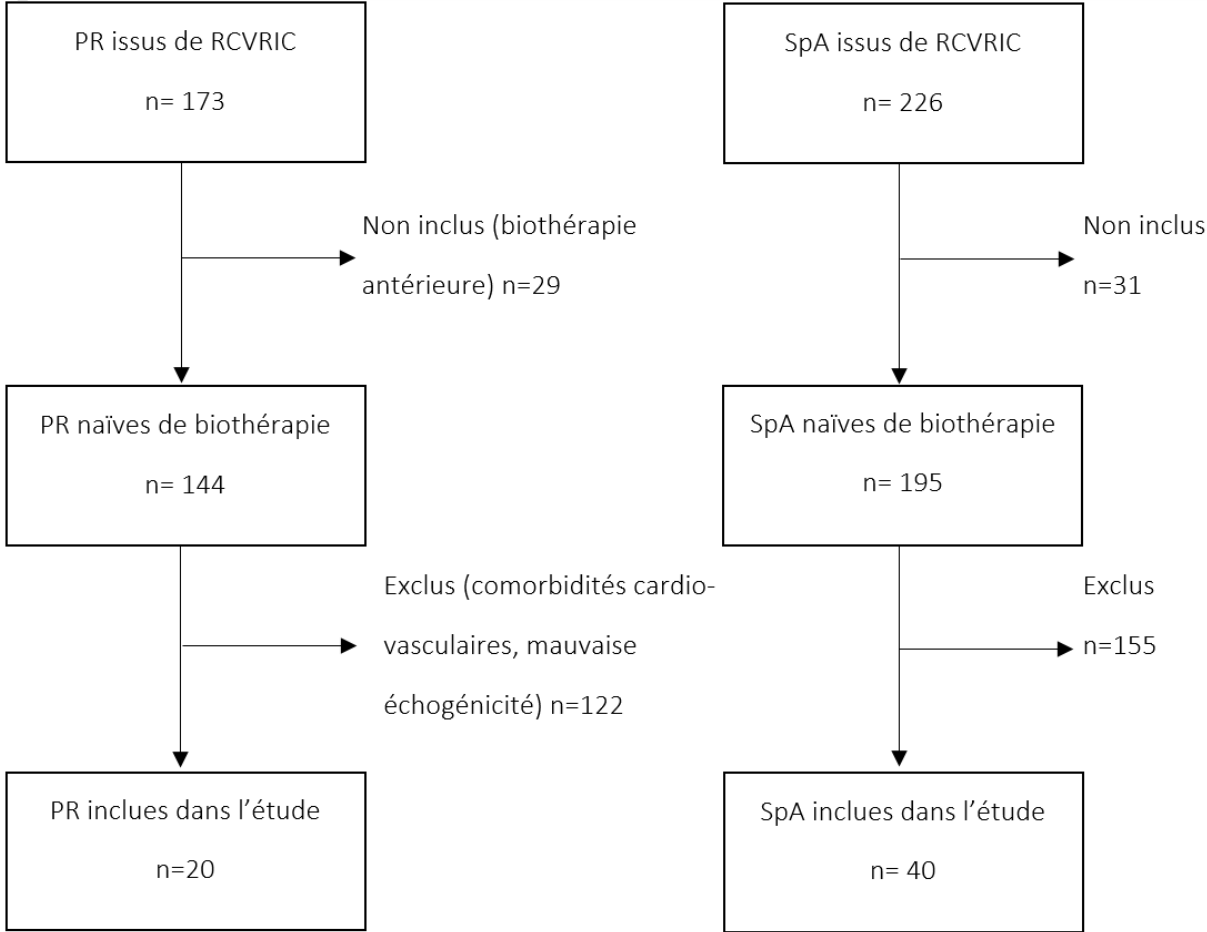 PR issus de RCVRIC
n= 173
Non inclus (biothérapie
antérieure) n=29
PR naïves de biothérapie
n= 144
Exclus (comorbidités cardio-
vasculaires, mauvaise
échogénicité) n=122
PR inclues dans l’étude
n=20
SpA issus de RCVRIC
n= 226
Non inclus
n=31
SpA naïves de biothérapie
n= 195
Exclus
n=155
SpA inclues dans l’étude
n= 40